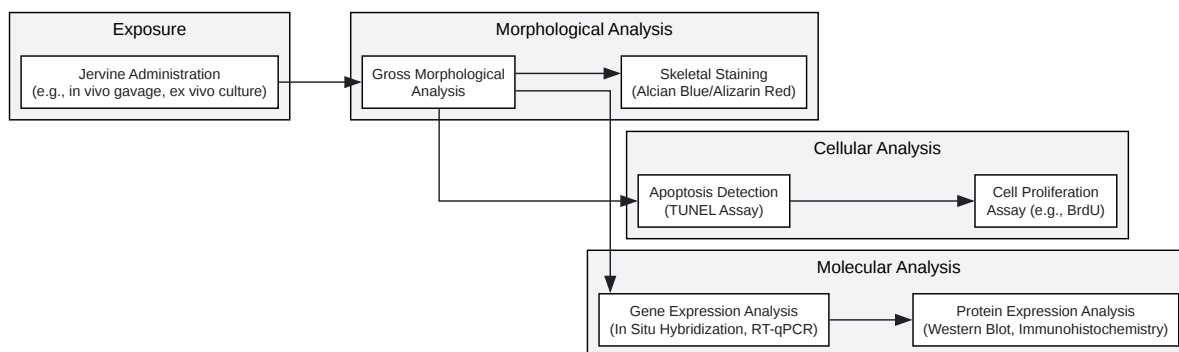 Exposure
Jervine Administration
(e.g., in vivo gavage, ex vivo culture)
Morphological Analysis
Gross Morphological
Analysis
Skeletal Staining
(Alcian Blue/Alizarin Red)
Cellular Analysis
Apoptosis Detection
(TUNEL Assay)
Cell Proliferation
Assay (e.g., BrdU)
Molecular Analysis
Gene Expression Analysis
(In Situ Hybridization, RT-qPCR)
Protein Expression Analysis
(Western Blot, Immunohistochemistry)